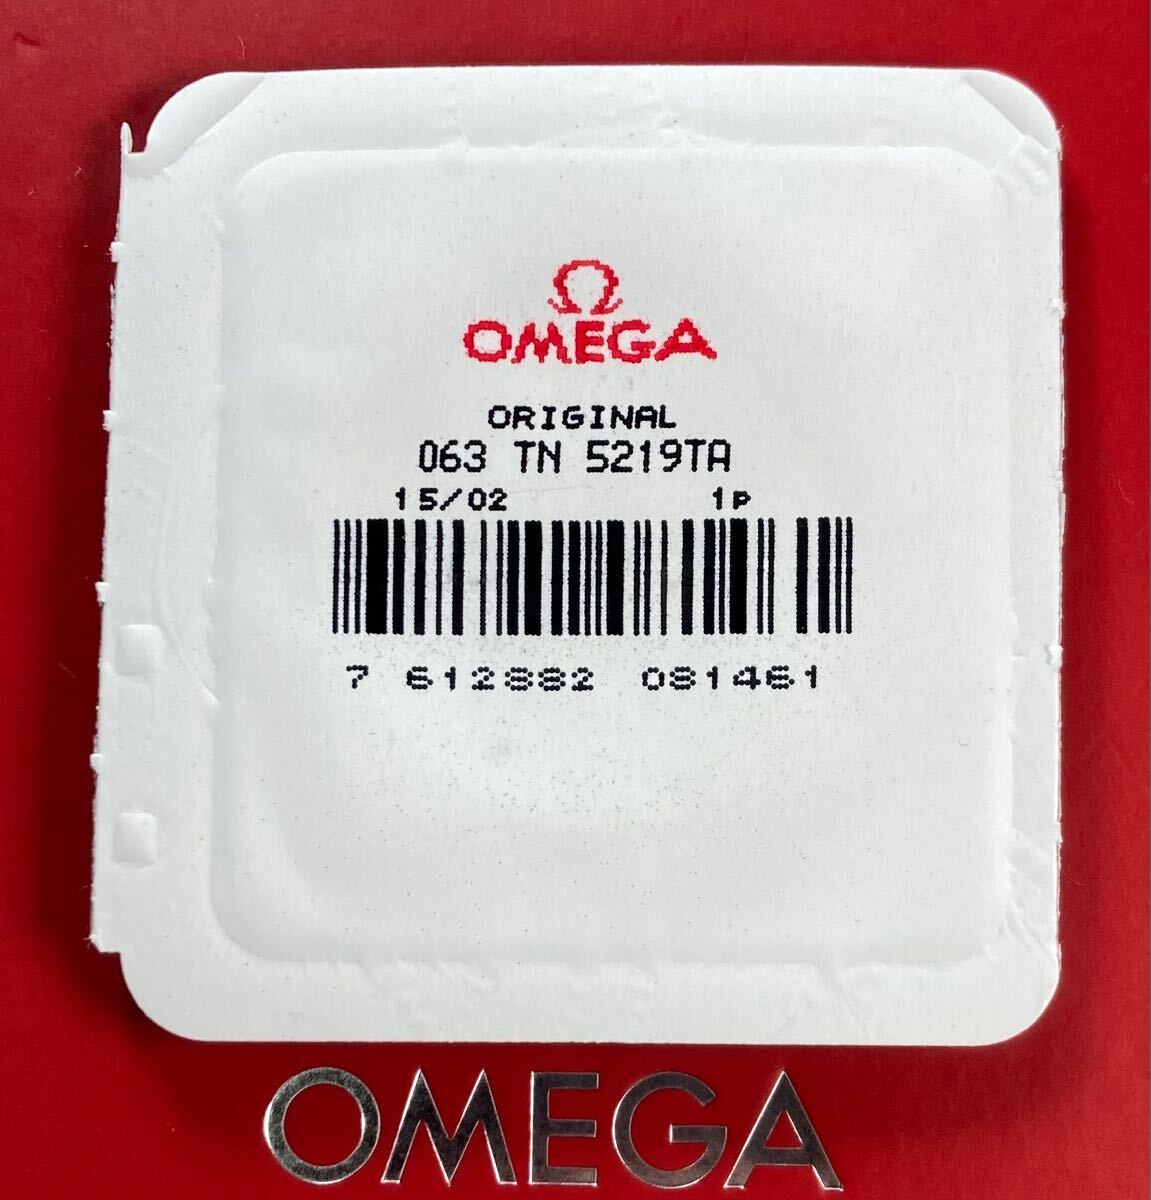 Ω
OMEGA
ORIGINAL
063 TN 5219TA
15/02 1P
7 612882 081461
OMEGA